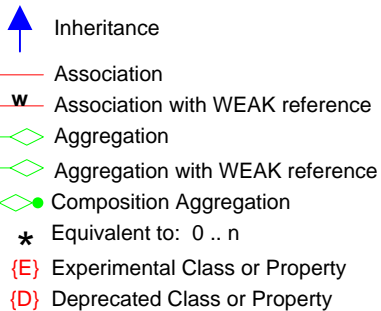 Inheritance
Association
w Association with WEAK reference
Aggregation
Aggregation with WEAK reference
Composition Aggregation
* Equivalent to: 0 .. n
{E} Experimental Class or Property
{D} Deprecated Class or Property